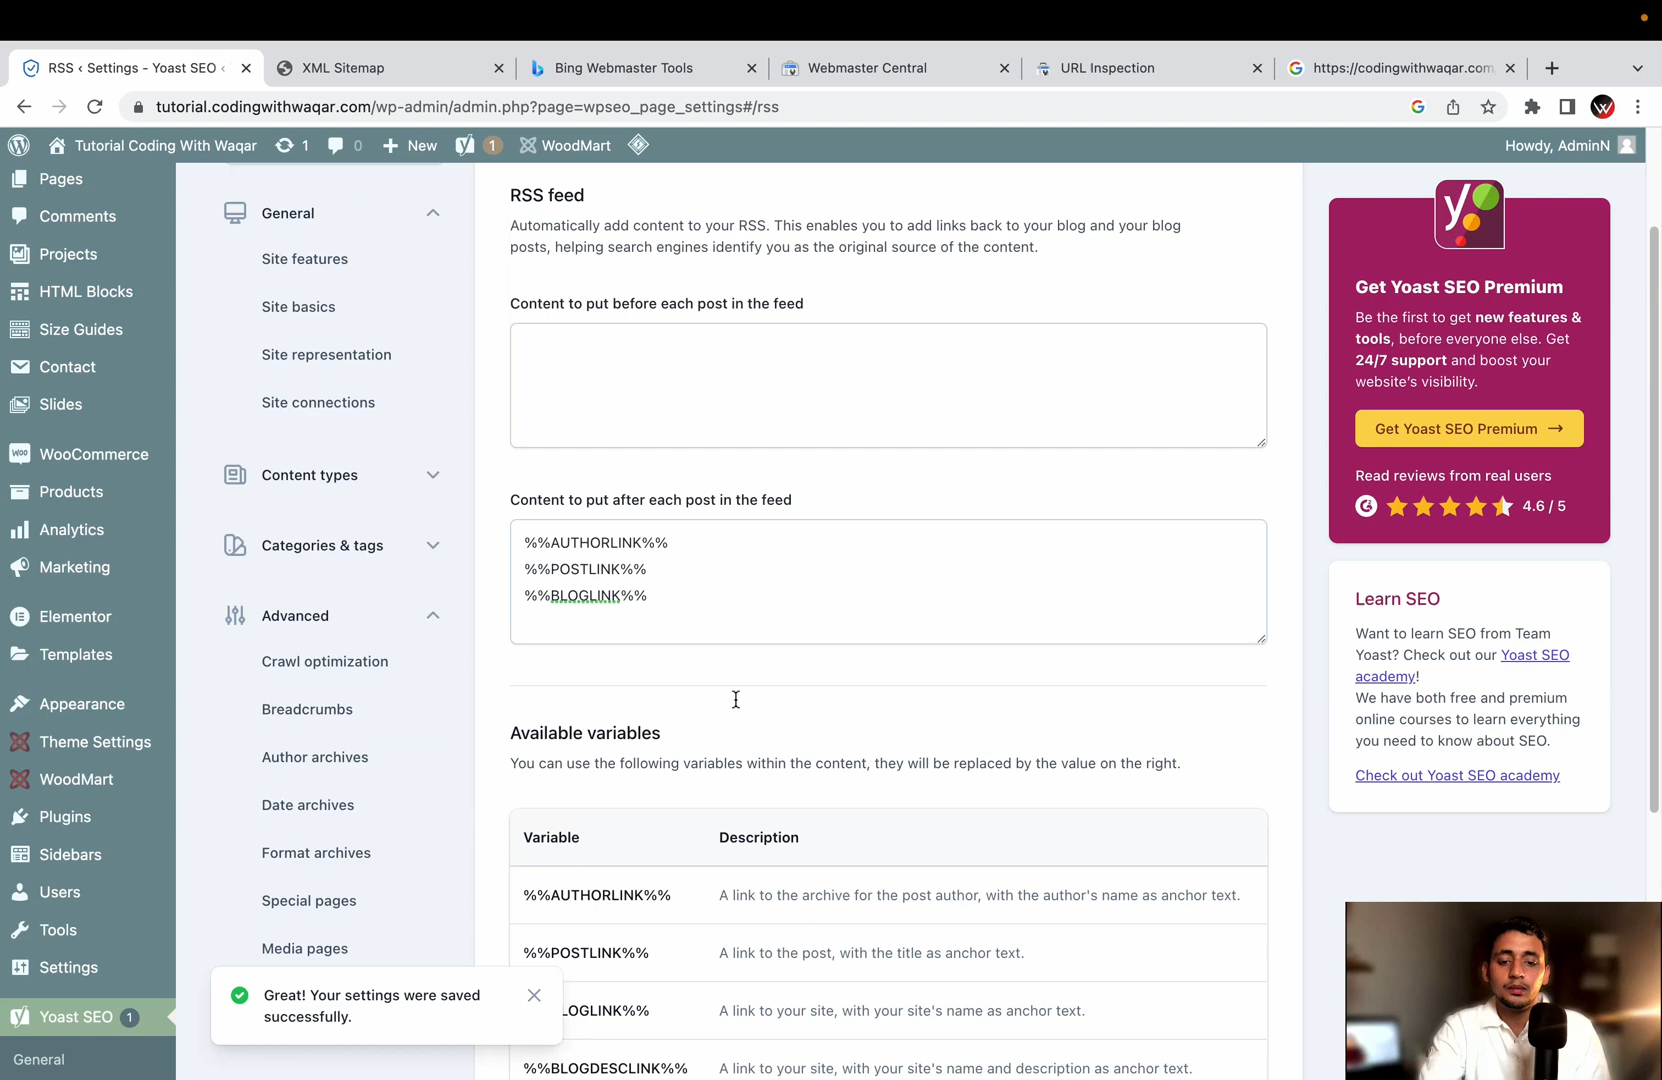 RSS ‹ Settings - Yoast SEO ‹
XML Sitemap
Bing Webmaster Tools
Webmaster Central
URL Inspection
https://codingwithwaqar.com,
tutorial.codingwithwaqar.com/wp-admin/admin.php?page=wpseo_page_settings#/rss
Tutorial Coding With Waqar
1
0
New
1
WoodMart
Howdy, AdminN
Pages
Comments
Projects
HTML Blocks
Size Guides
Contact
Slides
WooCommerce
Products
Analytics
Marketing
Elementor
Templates
Appearance
Theme Settings
WoodMart
Plugins
Sidebars
Users
Tools
Settings
Yoast SEO 1
General
General
Site features
Site basics
Site representation
Site connections
Content types
Categories & tags
Advanced
Crawl optimization
Breadcrumbs
Author archives
Date archives
Format archives
Special pages
Media pages
Great! Your settings were saved
successfully.
RSS feed
Automatically add content to your RSS. This enables you to add links back to your blog and your blog
posts, helping search engines identify you as the original source of the content.
Content to put before each post in the feed
Content to put after each post in the feed
%%AUTHORLINK%%
%%POSTLINK%%
%%BLOGLINK%%
Available variables
You can use the following variables within the content, they will be replaced by the value on the right.
Variable Description
%%AUTHORLINK%% A link to the archive for the post author, with the author's name as anchor text.
%%POSTLINK%% A link to the post, with the title as anchor text.
LOGLINK%% A link to your site, with your site's name as anchor text.
%%BLOGDESCLINK%% A link to your site, with your site's name and description as anchor text.
Get Yoast SEO Premium
Be the first to get new features &
tools, before everyone else. Get
24/7 support and boost your
website's visibility.
Get Yoast SEO Premium →
Read reviews from real users
4.6 / 5
Learn SEO
Want to learn SEO from Team
Yoast? Check out our Yoast SEO
academy!
We have both free and premium
online courses to learn everything
you need to know about SEO.
Check out Yoast SEO academy